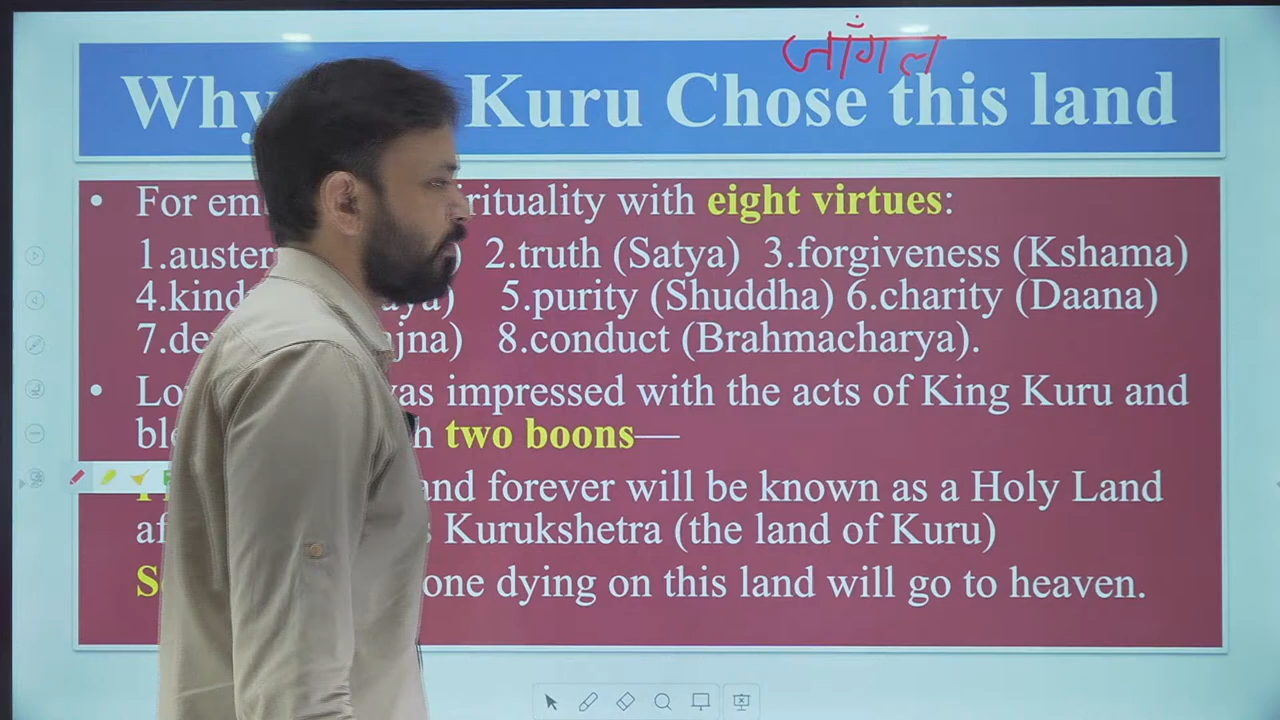 जाँगल
Why Kuru Chose this land
• For em irituality with eight virtues:
1.auster ) 2.truth (Satya) 3.forgiveness (Kshama)
4.kind aya) 5.purity (Shuddha) 6.charity (Daana)
7.de ajna) 8.conduct (Brahmacharya).
• Lo was impressed with the acts of King Kuru and
ble h two boons—
and forever will be known as a Holy Land
af s Kurukshetra (the land of Kuru)
S one dying on this land will go to heaven.